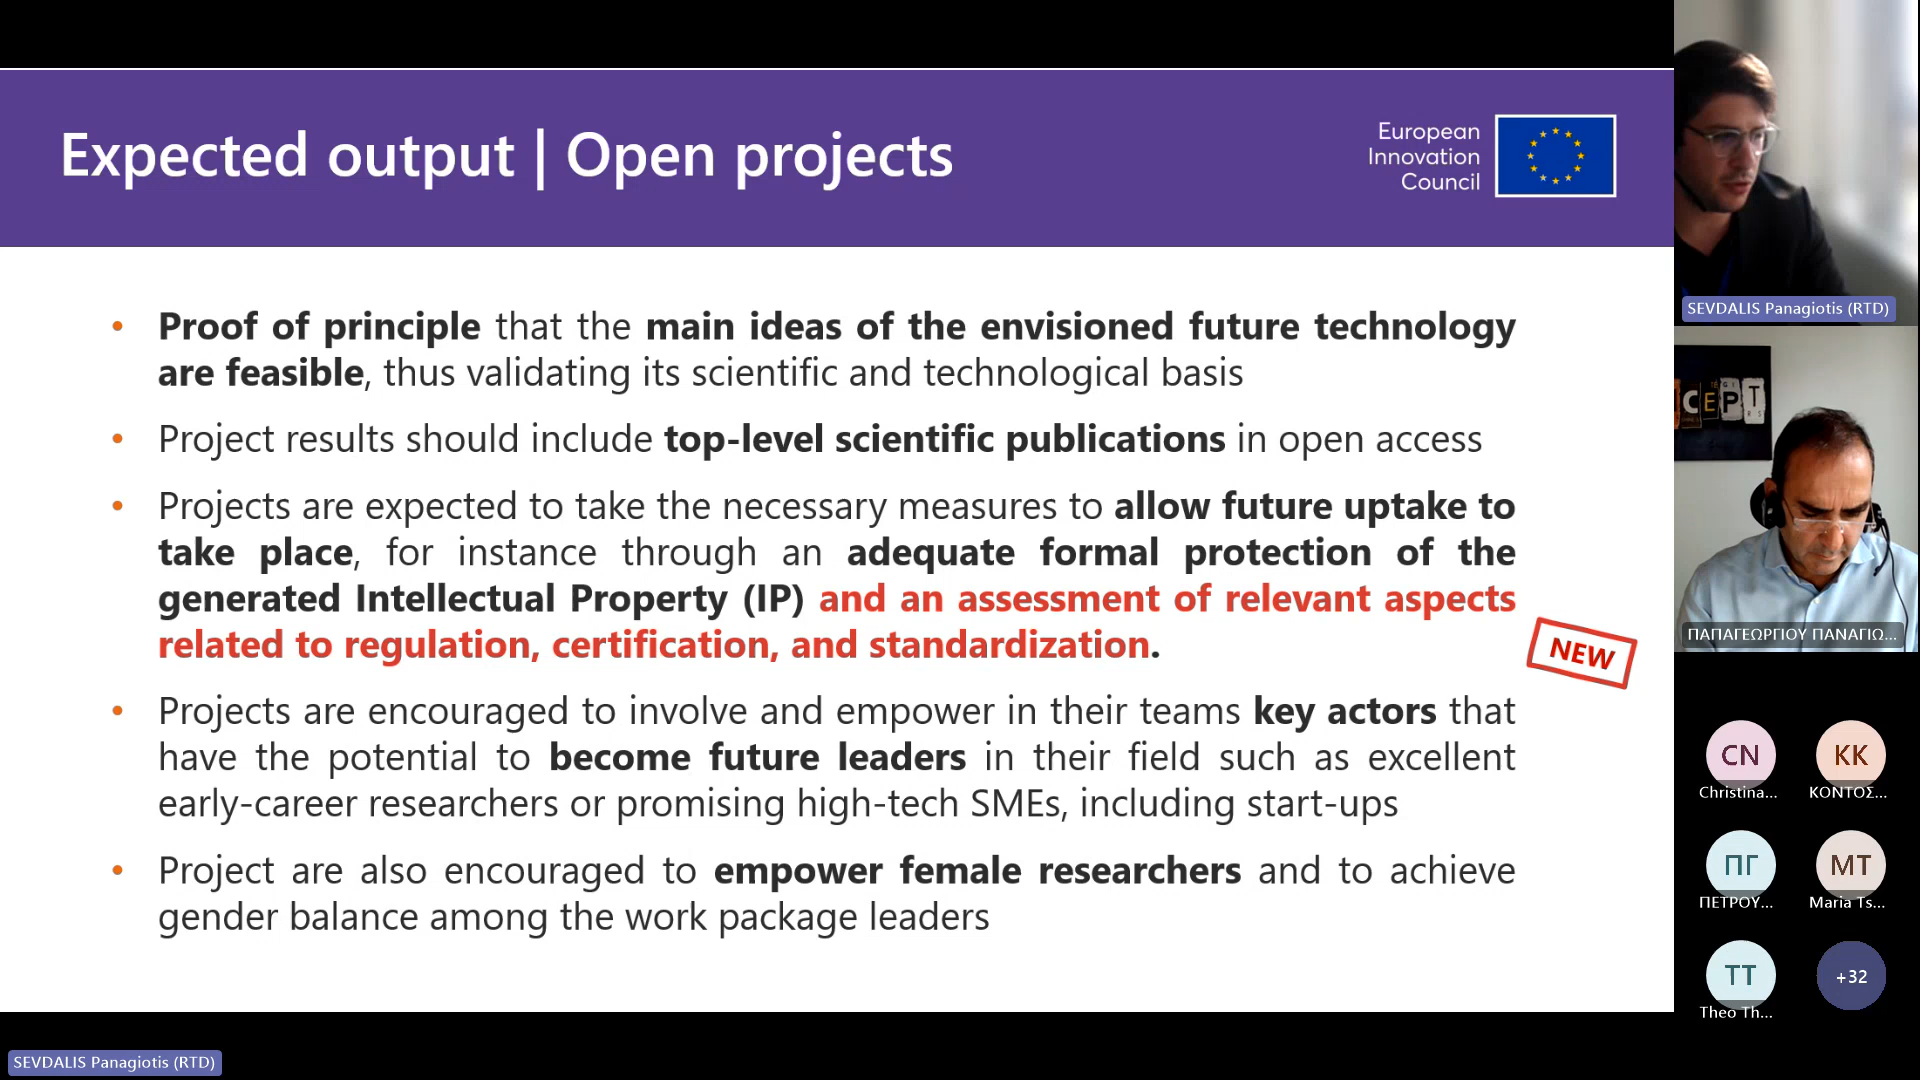 Expected output | Open projects
European
Innovation
Council
• Proof of principle that the main ideas of the envisioned future technology
are feasible, thus validating its scientific and technological basis
• Project results should include top-level scientific publications in open access
• Projects are expected to take the necessary measures to allow future uptake to
take place, for instance through an adequate formal protection of the
generated Intellectual Property (IP) and an assessment of relevant aspects
related to regulation, certification, and standardization.
NEW
• Projects are encouraged to involve and empower in their teams key actors that
have the potential to become future leaders in their field such as excellent
early-career researchers or promising high-tech SMEs, including start-ups
• Project are also encouraged to empower female researchers and to achieve
gender balance among the work package leaders
SEVDALIS Panagiotis (RTD)
SEVDALIS Panagiotis (RTD)
CEPT
ΠΑΠΑΓΕΩΡΓΙΟΥ ΠΑΝΑΓΙΩ...
CN
Christina...
KK
ΚΟΝΤΟΣ...
ΠΓ
ΠΕΤΡΟΥ...
MT
Maria Ts...
TT
Theo Th...
+32